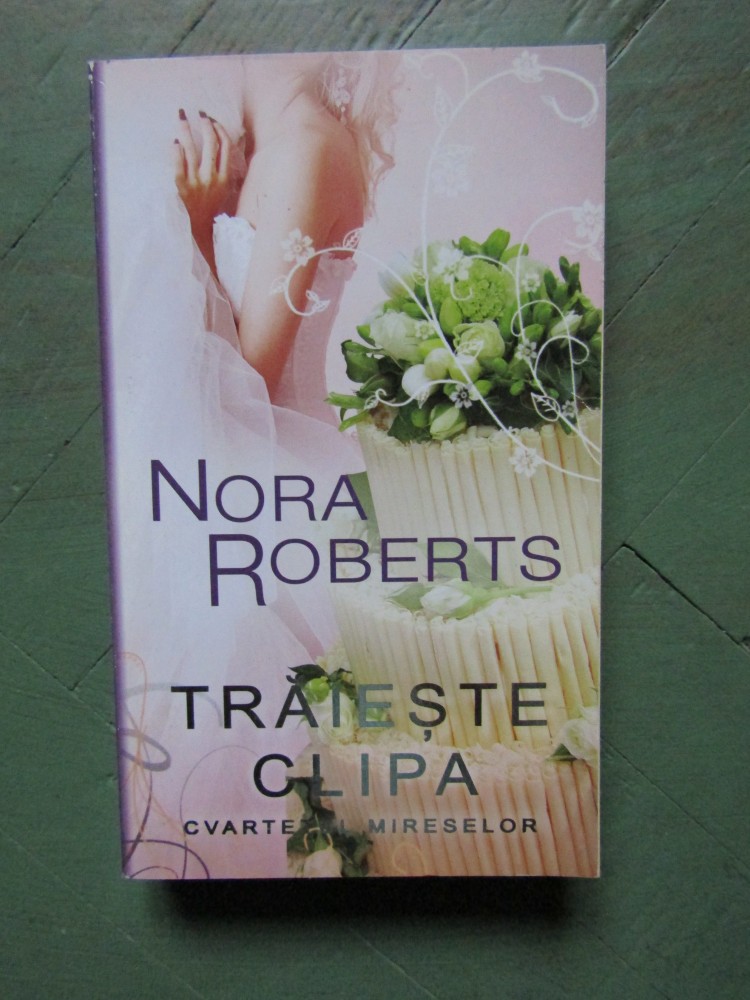 NORA
ROBERTS
TRĂIEȘTE
CLIPA
CVARTETUL MIRESELOR